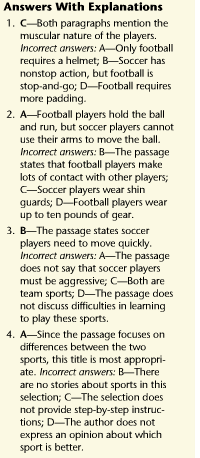 Answers With Explanations
1. C—Both paragraphs mention the
muscular nature of the players.
Incorrect answers: A—Only football
requires a helmet; B—Soccer has
nonstop action, but football is
stop-and-go; D—Football requires
more padding.
2. A—Football players hold the ball
and run, but soccer players cannot
use their arms to move the ball.
Incorrect answers: B—The passage
states that football players make
lots of contact with other players;
C—Soccer players wear shin
guards; D—Football players wear
up to ten pounds of gear.
3. B—The passage states soccer
players need to move quickly.
Incorrect answers: A—The passage
does not say that soccer players
must be aggressive; C—Both are
team sports; D—The passage does
not discuss difficulties in learning
to play these sports.
4. A—Since the passage focuses on
differences between the two
sports, this title is most appropri-
ate. Incorrect answers: B—There
are no stories about sports in this
selection; C—The selection does
not provide step-by-step instruc-
tions; D—The author does not
express an opinion about which
sport is better.